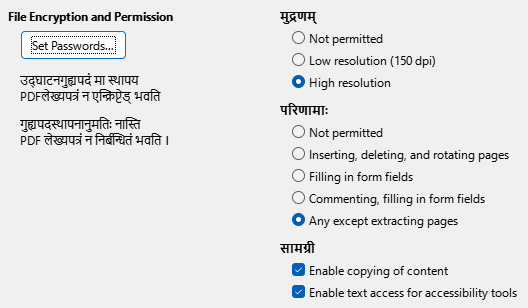 File Encryption and Permission
Set Passwords...
उद्घाटनगुह्यपदं मा स्थापय
PDFलेख्यपत्रं न एन्क्रिप्टेड् भवति
गुह्यपदस्थापनानुमतिः नास्ति
PDF लेख्यपत्रं न निर्बन्धितं भवति ।
मुद्रणम्
Not permitted
Low resolution (150 dpi)
High resolution
परिणामाः
Not permitted
Inserting, deleting, and rotating pages
Filling in form fields
Commenting, filling in form fields
Any except extracting pages
सामग्री
Enable copying of content
Enable text access for accessibility tools